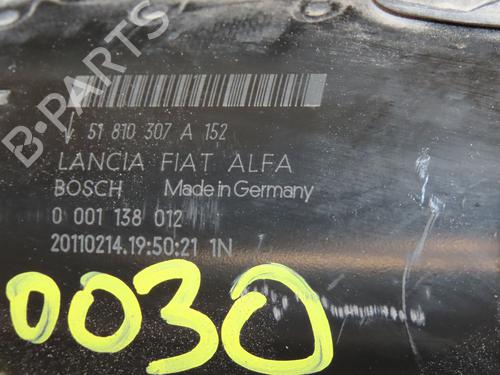 51 810 307 A 152
LANCIA FIAT ALFA
BOSCH Made in Germany
0 001 138 012
20110214.19:50:21 1N
0030
B-PARTS